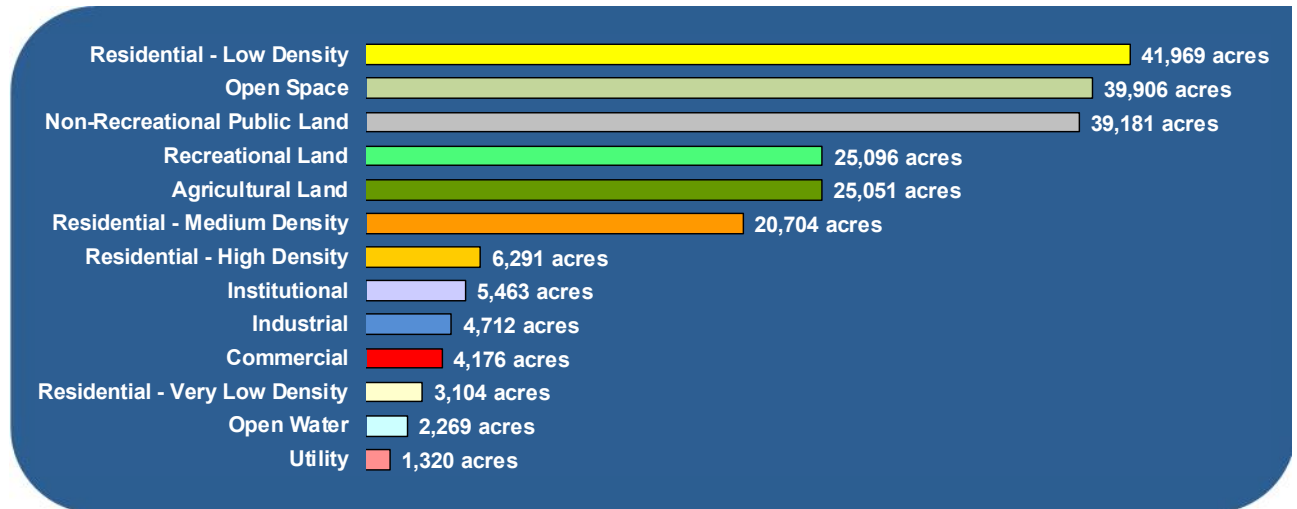 Residential - Low Density 41,969 acres
Open Space 39,906 acres
Non-Recreational Public Land 39,181 acres
Recreational Land 25,096 acres
Agricultural Land 25,051 acres
Residential - Medium Density 20,704 acres
Residential - High Density 6,291 acres
Institutional 5,463 acres
Industrial 4,712 acres
Commercial 4,176 acres
Residential - Very Low Density 3,104 acres
Open Water 2,269 acres
Utility 1,320 acres